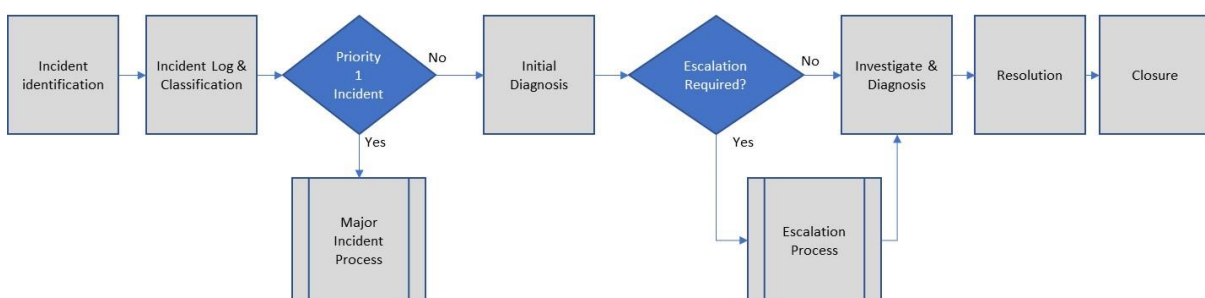 Incident
identification
Incident Log &
Classification
Priority
1
Incident
No
Yes
Major
Incident
Process
Initial
Diagnosis
Escalation
Required?
No
Yes
Escalation
Process
Investigate &
Diagnosis
Resolution
Closure